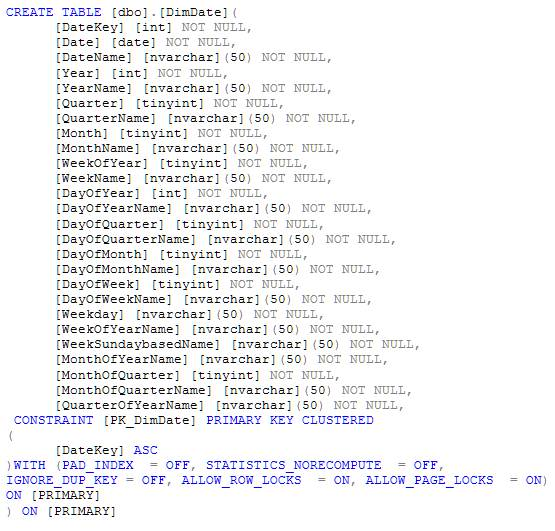 CREATE TABLE [dbo].[DimDate](
[DateKey] [int] NOT NULL,
[Date] [date] NOT NULL,
[DateName] [nvarchar](50) NOT NULL,
[Year] [int] NOT NULL,
[YearName] [nvarchar](50) NOT NULL,
[Quarter] [tinyint] NOT NULL,
[QuarterName] [nvarchar](50) NOT NULL,
[Month] [tinyint] NOT NULL,
[MonthName] [nvarchar](50) NOT NULL,
[WeekOfYear] [tinyint] NOT NULL,
[WeekName] [nvarchar](50) NOT NULL,
[DayOfYear] [int] NOT NULL,
[DayOfYearName] [nvarchar](50) NOT NULL,
[DayOfQuarter] [tinyint] NOT NULL,
[DayOfQuarterName] [nvarchar](50) NOT NULL,
[DayOfMonth] [tinyint] NOT NULL,
[DayOfMonthName] [nvarchar](50) NOT NULL,
[DayOfWeek] [tinyint] NOT NULL,
[DayOfWeekName] [nvarchar](50) NOT NULL,
[Weekday] [nvarchar](50) NOT NULL,
[WeekOfYearName] [nvarchar](50) NOT NULL,
[WeekSundaybasedName] [nvarchar](50) NOT NULL,
[MonthOfYearName] [nvarchar](50) NOT NULL,
[MonthOfQuarter] [tinyint] NOT NULL,
[MonthOfQuarterName] [nvarchar](50) NOT NULL,
[QuarterOfYearName] [nvarchar](50) NOT NULL,
CONSTRAINT [PK_DimDate] PRIMARY KEY CLUSTERED
(
[DateKey] ASC
)WITH (PAD_INDEX  = OFF, STATISTICS_NORECOMPUTE  = OFF,
IGNORE_DUP_KEY = OFF, ALLOW_ROW_LOCKS  = ON, ALLOW_PAGE_LOCKS  = ON)
ON [PRIMARY]
) ON [PRIMARY]